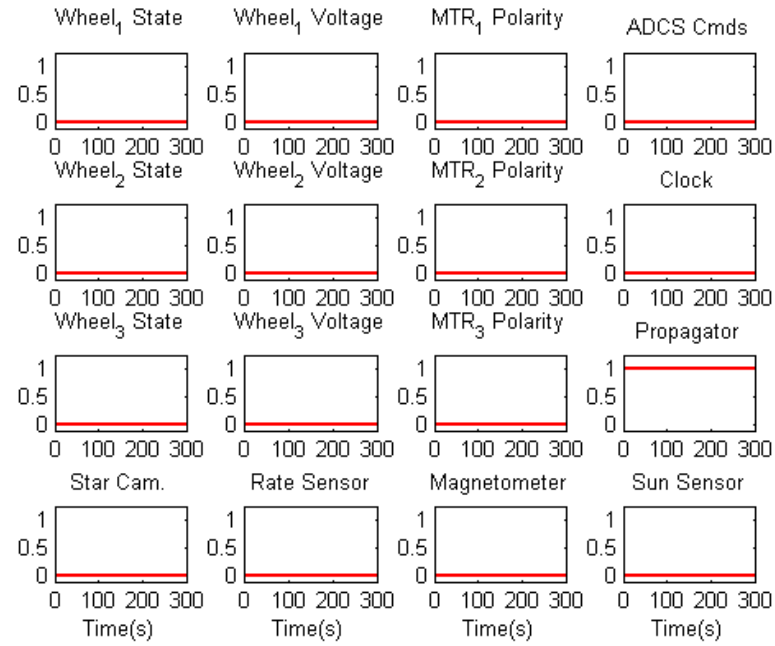 Wheel₁ State Wheel₁ Voltage MTR₁ Polarity ADCS Cmds
1 1 1 1
0.5 0.5 0.5 0.5
0 0 0 0
0 100 200 300 0 100 200 300 0 100 200 300 0 100 200 300
Wheel₂ State Wheel₂ Voltage MTR₂ Polarity Clock
1 1 1 1
0.5 0.5 0.5 0.5
0 0 0 0
0 100 200 300 0 100 200 300 0 100 200 300 0 100 200 300
Wheel₃ State Wheel₃ Voltage MTR₃ Polarity Propagator
1 1 1 1
0.5 0.5 0.5 0.5
0 0 0 0
0 100 200 300 0 100 200 300 0 100 200 300 0 100 200 300
Star Cam. Rate Sensor Magnetometer Sun Sensor
1 1 1 1
0.5 0.5 0.5 0.5
0 0 0 0
0 100 200 300 0 100 200 300 0 100 200 300 0 100 200 300
Time(s) Time(s) Time(s) Time(s)